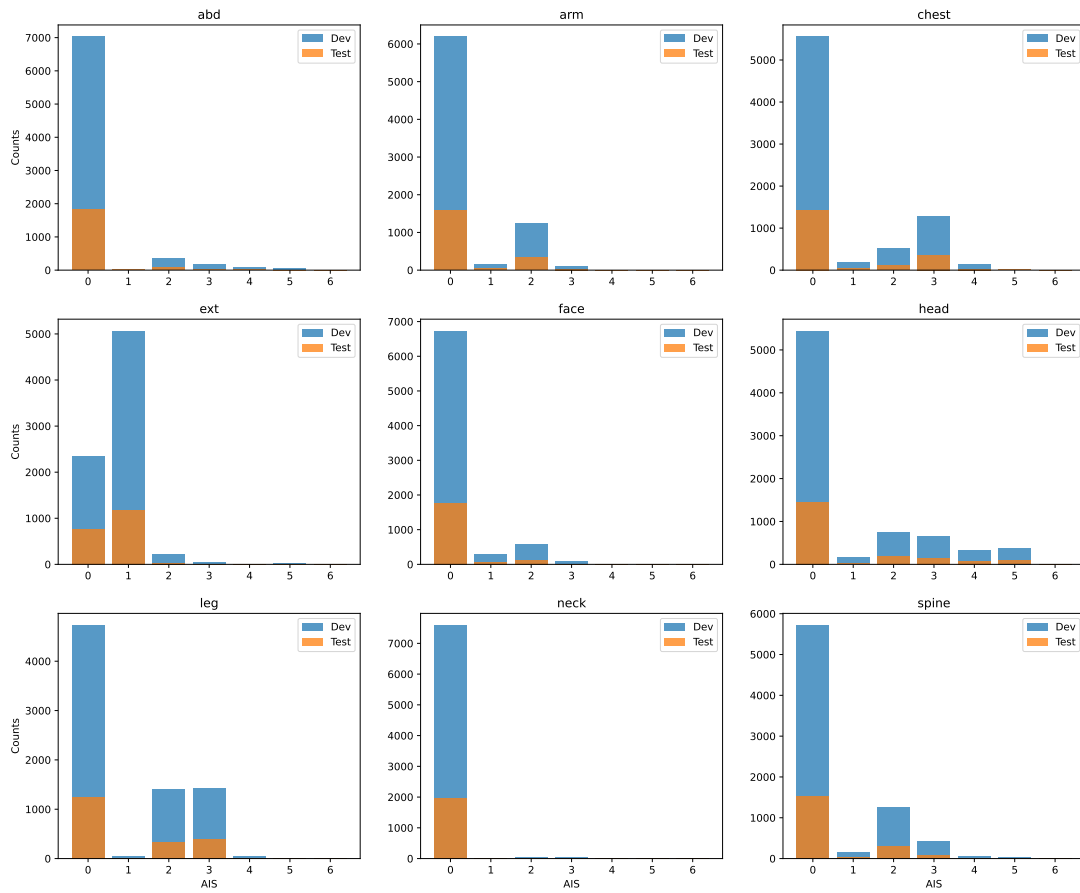 abd
Counts
7000
6000
5000
4000
3000
2000
1000
0
Dev
Test
0 1 2 3 4 5 6
arm
6000
5000
4000
3000
2000
1000
0
Dev
Test
0 1 2 3 4 5 6
chest
5000
4000
3000
2000
1000
0
Dev
Test
0 1 2 3 4 5 6
ext
Counts
5000
4000
3000
2000
1000
0
Dev
Test
0 1 2 3 4 5 6
face
7000
6000
5000
4000
3000
2000
1000
0
Dev
Test
0 1 2 3 4 5 6
head
5000
4000
3000
2000
1000
0
Dev
Test
0 1 2 3 4 5 6
leg
Counts
4000
3000
2000
1000
0
Dev
Test
0 1 2 3 4 5 6
AIS
neck
7000
6000
5000
4000
3000
2000
1000
0
Dev
Test
0 1 2 3 4 5 6
AIS
spine
6000
5000
4000
3000
2000
1000
0
Dev
Test
0 1 2 3 4 5 6
AIS